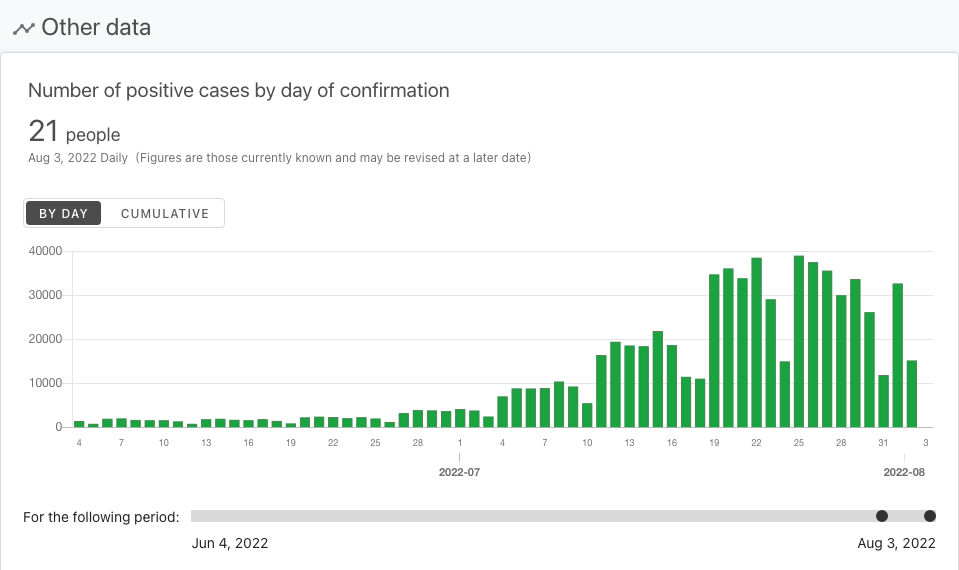 Other data
Number of positive cases by day of confirmation
21 people
Aug 3, 2022 Daily (Figures are those currently known and may be revised at a later date)
BY DAY CUMULATIVE
40000
30000
20000
10000
0
4 7 10 13 16 19 22 25 28 1 4 7 10 13 16 19 22 25 28 31 3
2022-07 2022-08
For the following period:
Jun 4, 2022 Aug 3, 2022